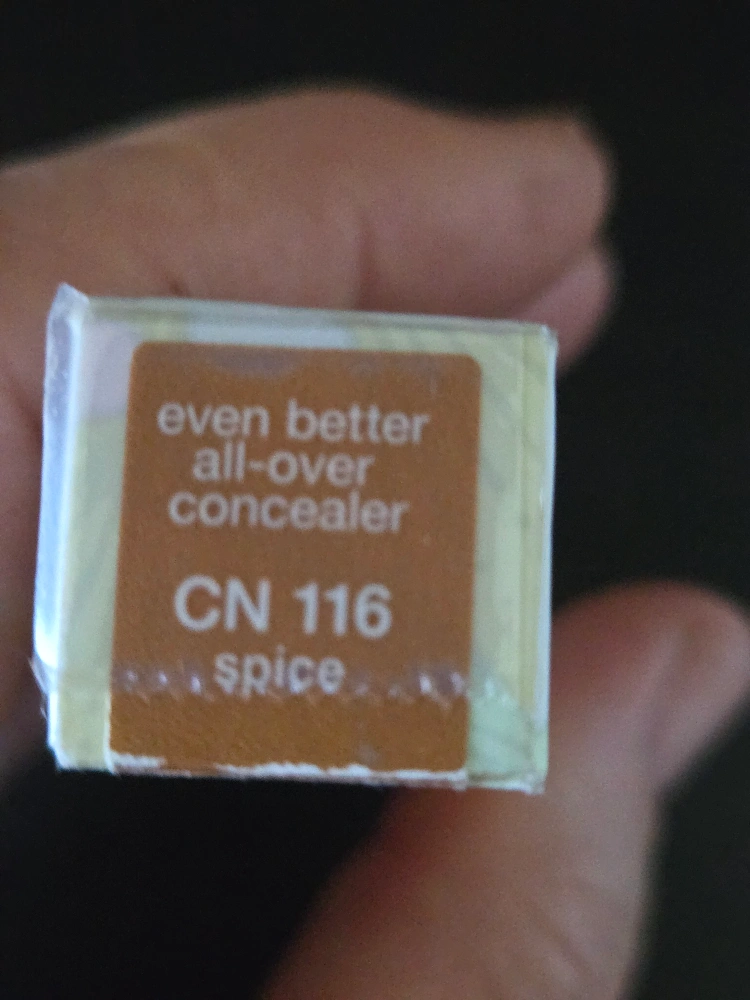 even better
all-over
concealer
CN 116
spice